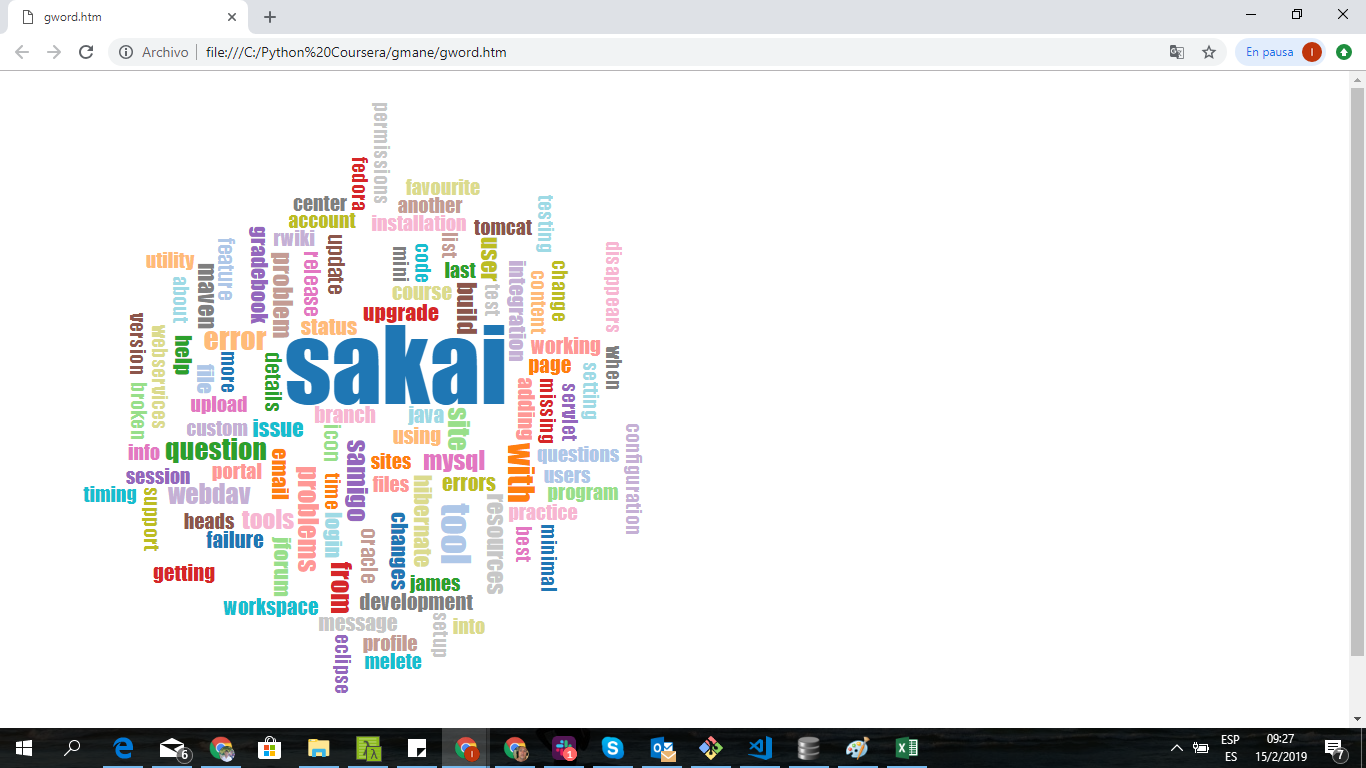 gword.htm
Archivo
file:///C:/Python%20Coursera/gmane/gword.htm
En pausa
I
permissions
fedora
favourite
center
another
account
installation
tomcat
testing
gradebook
rwiki
update
list
user
feature
utility
problem
release
mini
code
last
about
maven
course
build
test
integration
content
change
disappears
upgrade
version
webservices
status
error
sakai
help
working
when
file
more
details
page
setting
broken
upload
branch
java
site
adding
missing
servlet
custom
issue
icon
using
configuration
info
question
samigo
sites
mysql
with
questions
session
portal
email
problems
time
files
errors
users
timing
support
webdav
hibernate
resources
program
heads
tools
login
changes
tool
practice
failure
jforum
oracle
best
minimal
getting
from
james
workspace
development
message
setup
into
eclipse
profile
melete
6
I
1
ESP
ES
09:27
15/2/2019
7